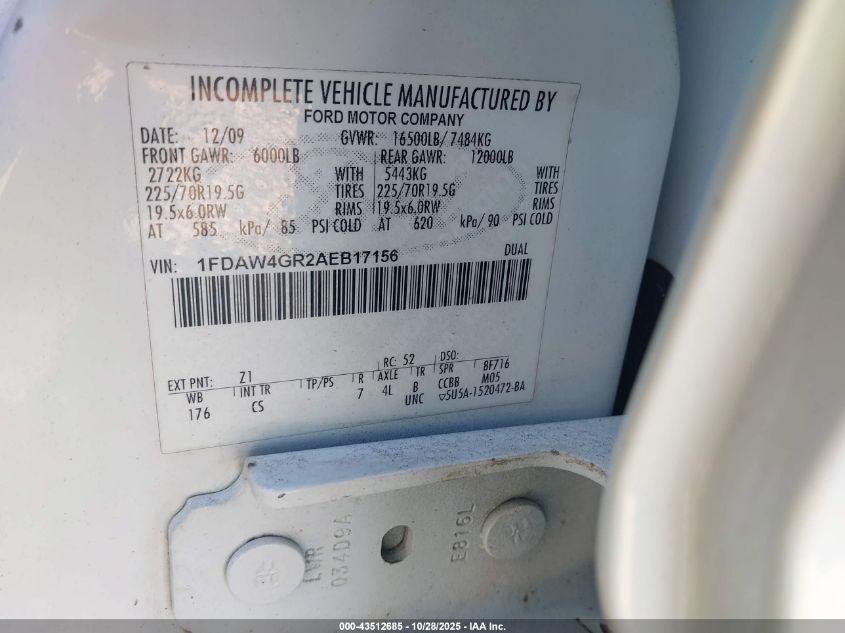 INCOMPLETE VEHICLE MANUFACTURED BY
FORD MOTOR COMPANY
DATE: 12/09 GVWR: 16500LB/ 7484KG
FRONT GAWR: 6000LB REAR GAWR: 12000LB
2722KG WITH 5443KG WITH
225/70R19.5G TIRES 225/70R19.5G TIRES
19.5x6.0RW RIMS 19.5x6.0RW RIMS
AT 585 kPa/ 85 PSI COLD AT 620 kPa/ 90 PSI COLD
VIN: 1FDAW4GR2AEB17156 DUAL
EXT PNT: Z1 RC: 52 DSO:
WB INT TR TP/PS R AXLE TR SPR 8F716
176 CS 7 4L B CCBB M05
UNC ▽5U5A-1520472-BA
LWR
034D9A
E816L
000-43512685 - 10/28/2025 - IAA Inc.